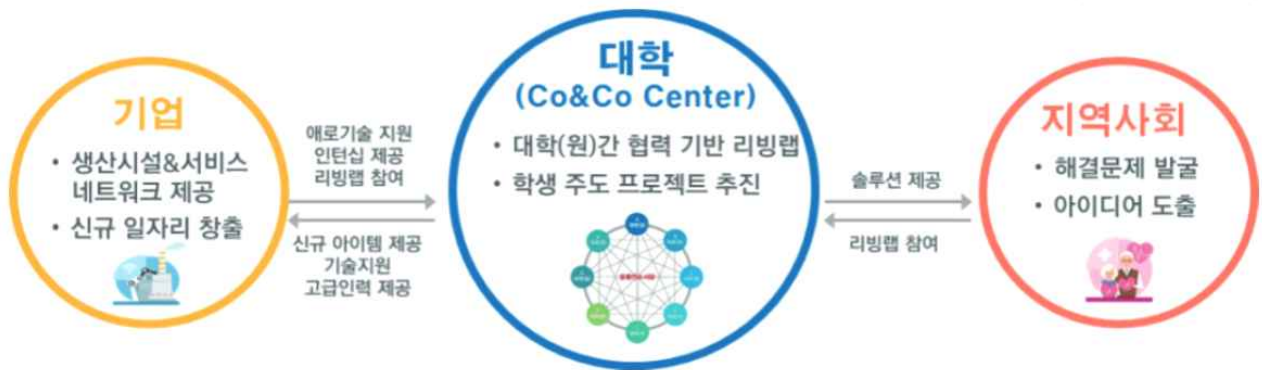 기업
• 생산시설&서비스
네트워크 제공
• 신규 일자리 창출
애로기술 지원
인턴십 제공
리빙랩 참여
신규 아이템 제공
기술지원
고급인력 제공
대학
(Co&Co Center)
• 대학(원)간 협력 기반 리빙랩
• 학생 주도 프로젝트 추진
솔루션 제공
리빙랩 참여
지역사회
• 해결문제 발굴
• 아이디어 도출